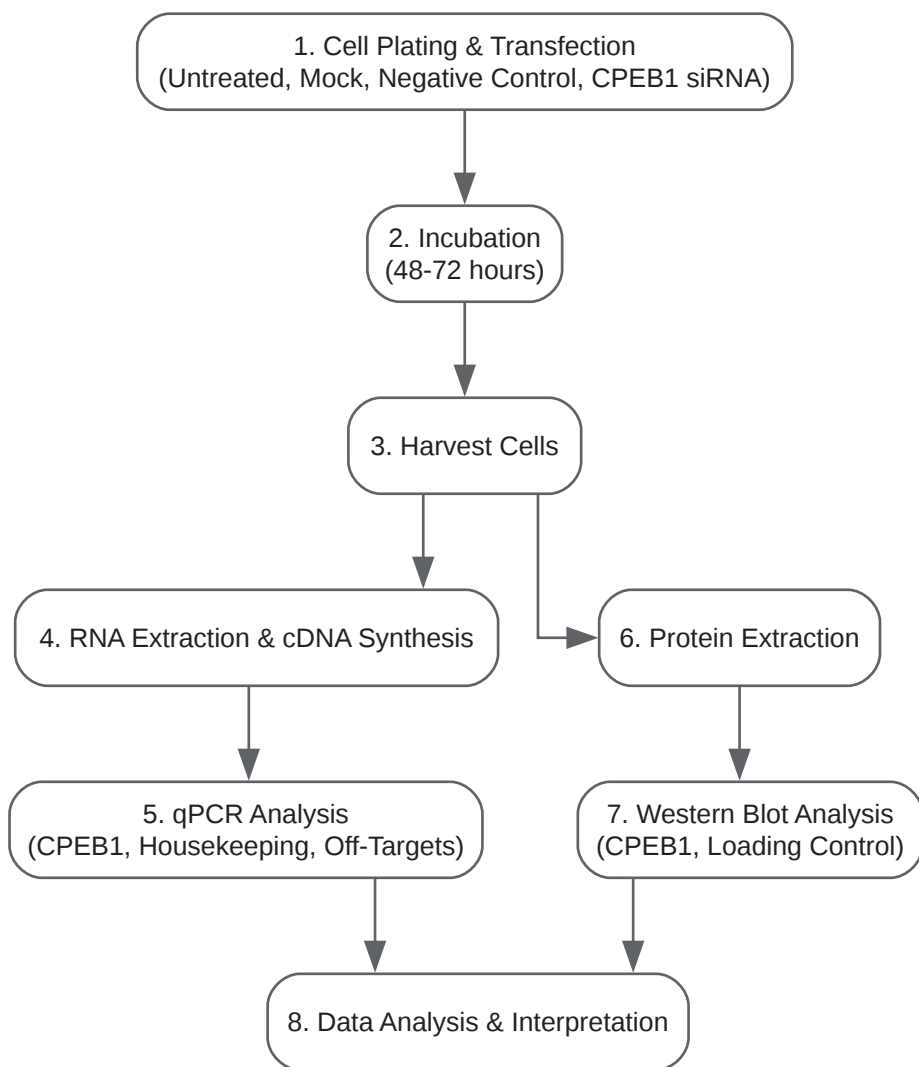 1. Cell Plating & Transfection
(Untreated, Mock, Negative Control, CPEB1 siRNA)
2. Incubation
(48-72 hours)
3. Harvest Cells
4. RNA Extraction & cDNA Synthesis
6. Protein Extraction
5. qPCR Analysis
(CPEB1, Housekeeping, Off-Targets)
7. Western Blot Analysis
(CPEB1, Loading Control)
8. Data Analysis & Interpretation